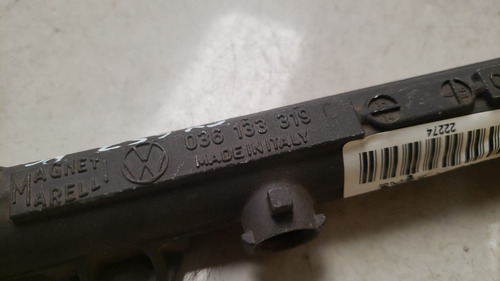 MAGNETI
MARELLI
036 133 319 L
MADE IN ITALY
22274